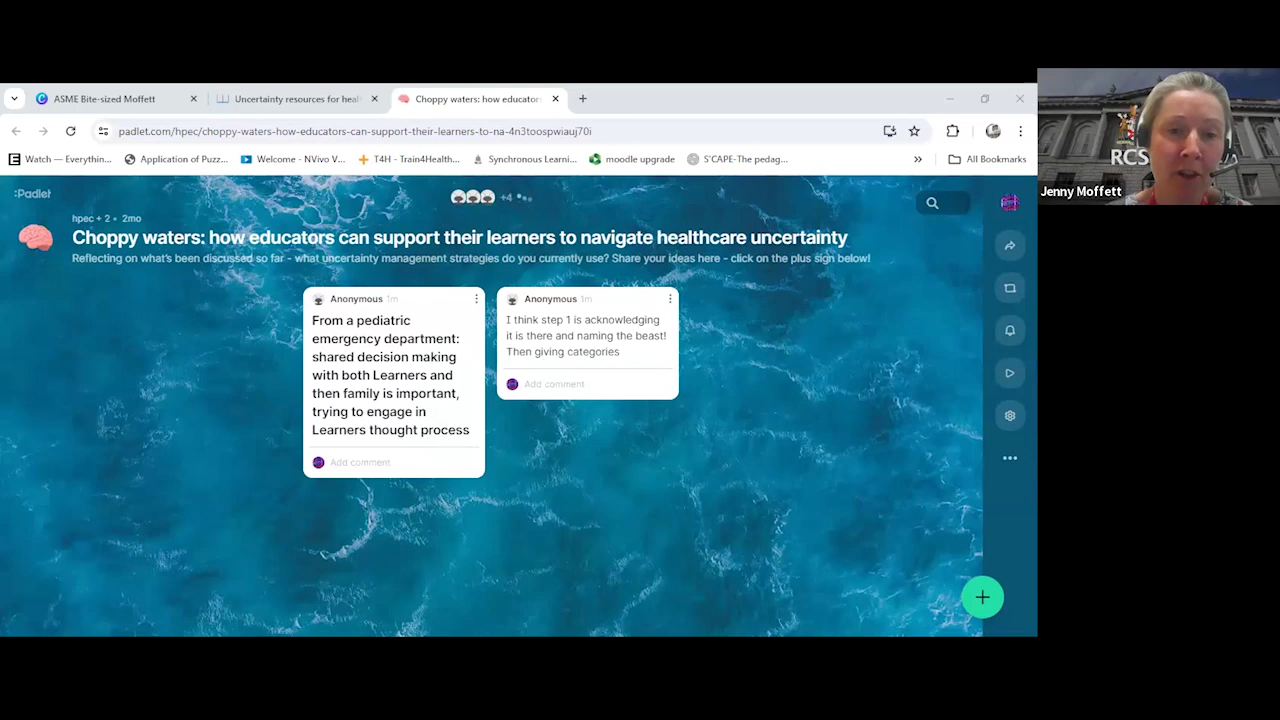 ASME Bite-sized Moffett
Uncertainty resources for heal
Choppy waters: how educator
padlet.com/hpec/choppy-waters-how-educators-can-support-their-learners-to-na-4n3toospwiauj70i
Watch — Everythin...
Application of Puzz...
Welcome - NVivo V...
T4H - Train4Health...
Synchronous Learni...
moodle upgrade
S'CAPE-The pedag...
»
All Bookmarks
:Padlet
+4
hpec + 2 • 2mo
Choppy waters: how educators can support their learners to navigate healthcare uncertainty
Reflecting on what's been discussed so far - what uncertainty management strategies do you currently use? Share your ideas here - click on the plus sign below!
Anonymous 1m
From a pediatric
emergency department:
shared decision making
with both Learners and
then family is important,
trying to engage in
Learners thought process
Add comment
Anonymous 1m
I think step 1 is acknowledging
it is there and naming the beast!
Then giving categories
Add comment
RCS
Jenny Moffett